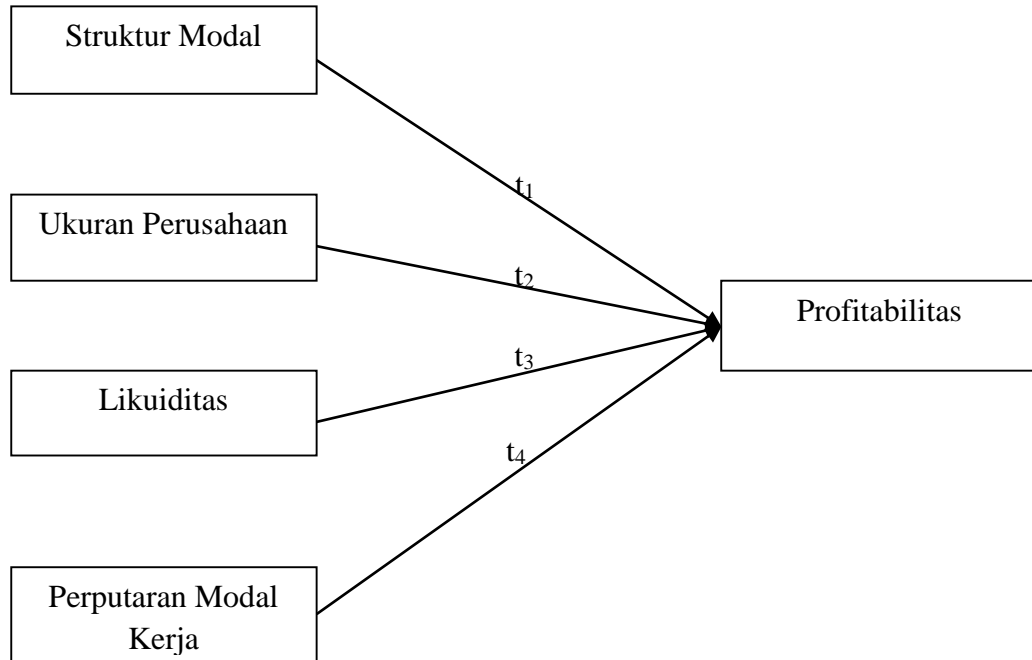 Struktur Modal
t1
Ukuran Perusahaan
t2
Profitabilitas
t3
Likuiditas
t4
Perputaran Modal
Kerja